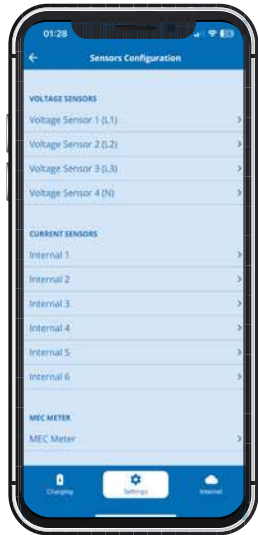 01:28
Sensors Configuration
VOLTAGE SENSORS
Voltage Sensor 1 (L1)
Voltage Sensor 2 (L2)
Voltage Sensor 3 (L3)
Voltage Sensor 4 (N)
CURRENT SENSORS
Internal 1
Internal 2
Internal 3
Internal 4
Internal 5
Internal 6
MEC METER
MEC Meter
Charging
Settings
Internet